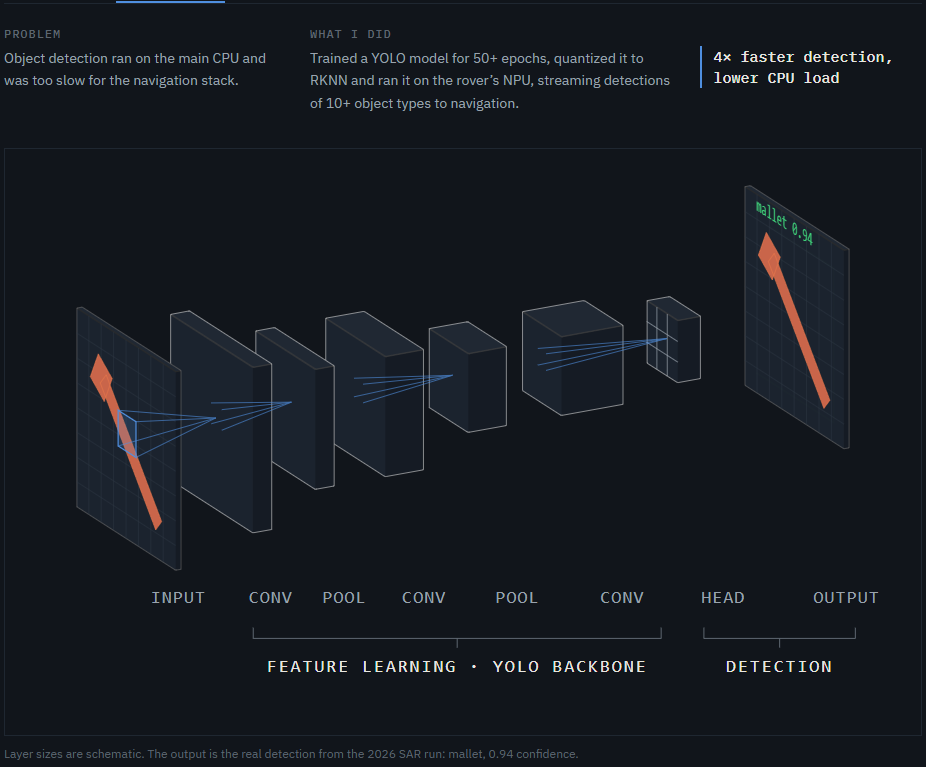 PROBLEM
Object detection ran on the main CPU and
was too slow for the navigation stack.
WHAT I DID
Trained a YOLO model for 50+ epochs, quantized it to
RKNN and ran it on the rover’s NPU, streaming detections
of 10+ object types to navigation.
4× faster detection,
lower CPU load
mallet 0.94
INPUT CONV POOL CONV POOL CONV HEAD OUTPUT
FEATURE LEARNING · YOLO BACKBONE DETECTION
Layer sizes are schematic. The output is the real detection from the 2026 SAR run: mallet, 0.94 confidence.